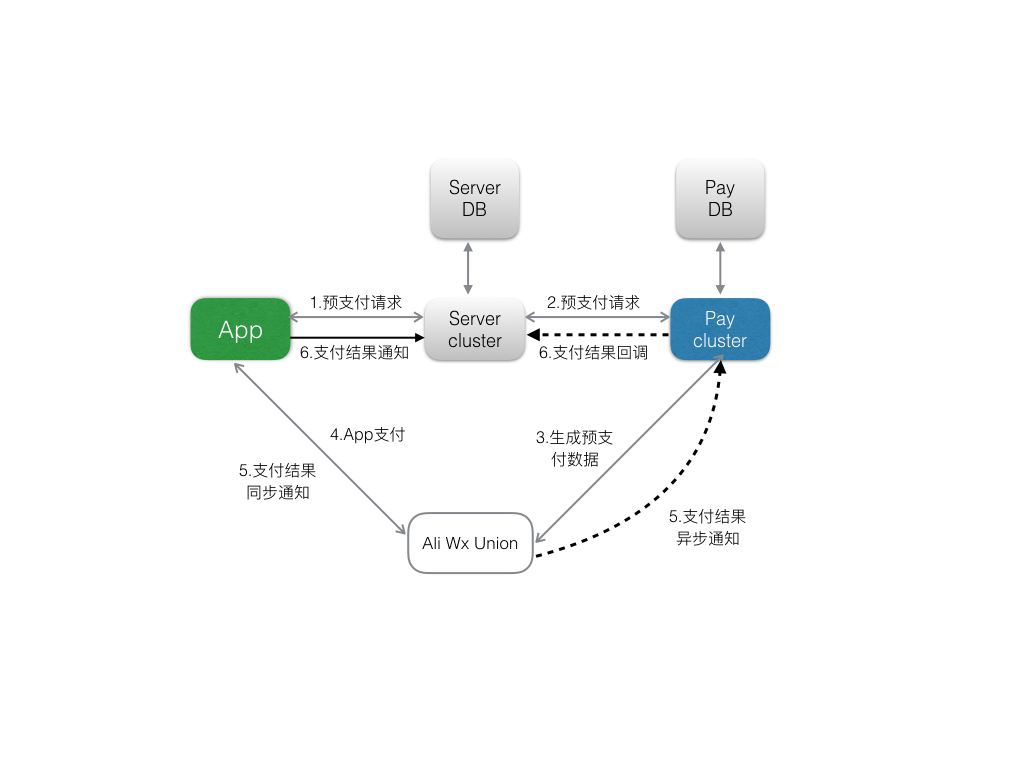 Server
DB
Pay
DB
1.预支付请求
2.预支付请求
App
Server
cluster
Pay
cluster
6.支付结果通知
6.支付结果回调
4.App支付
3.生成预支
付数据
5.支付结果
同步通知
5.支付结果
异步通知
Ali Wx Union